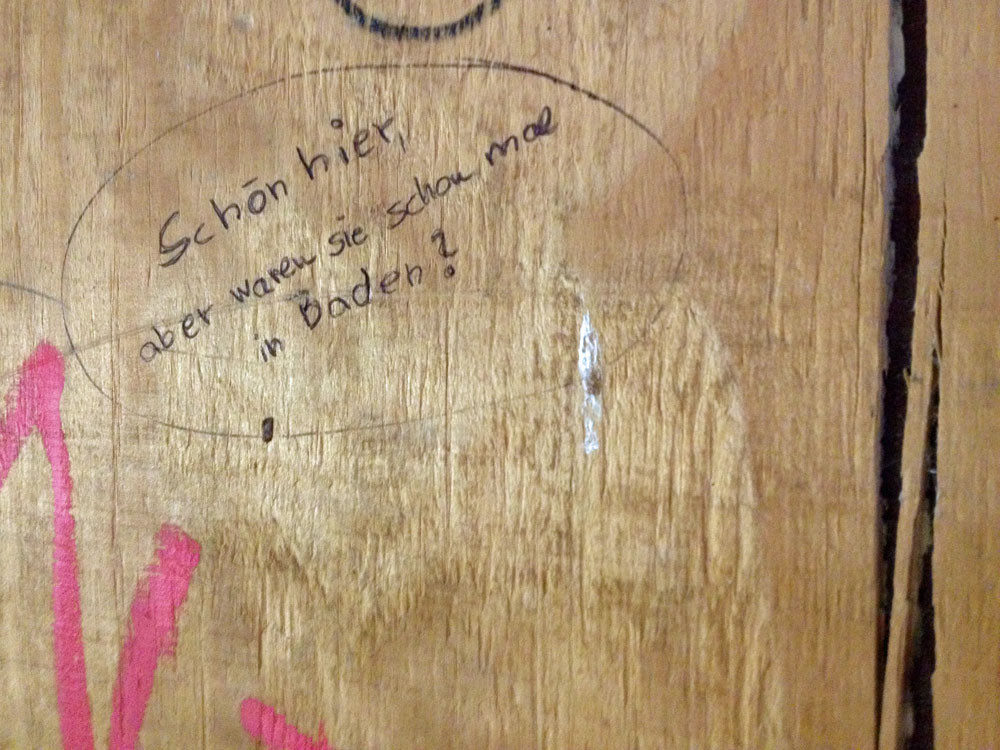 Schön hier,
aber waren sie schon mal
in Baden?